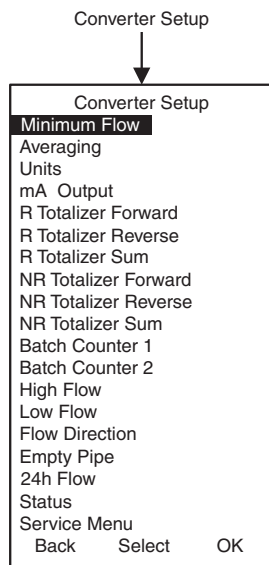 Converter Setup
Converter Setup
Minimum Flow
Averaging
Units
mA Output
R Totalizer Forward
R Totalizer Reverse
R Totalizer Sum
NR Totalizer Forward
NR Totalizer Reverse
NR Totalizer Sum
Batch Counter 1
Batch Counter 2
High Flow
Low Flow
Flow Direction
Empty Pipe
24h Flow
Status
Service Menu
Back Select OK